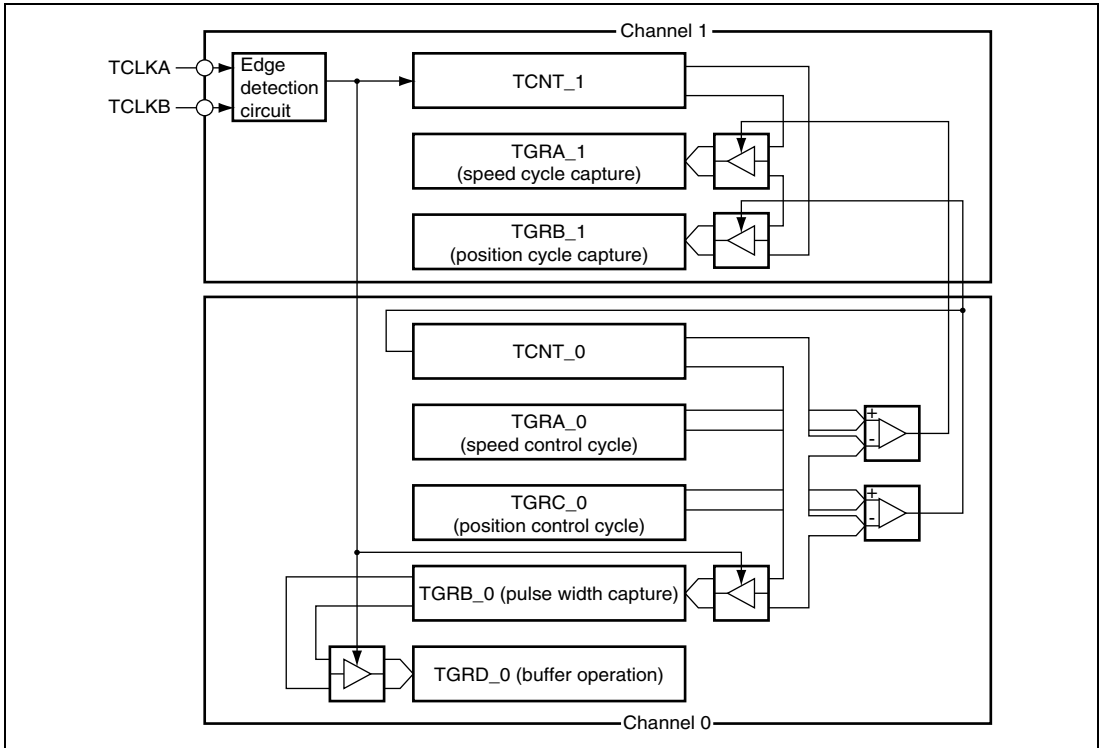 Channel 1
TCLKA
TCLKB
Edge
detection
circuit
TCNT_1
TGRA_1
(speed cycle capture)
TGRB_1
(position cycle capture)
TCNT_0
TGRA_0
(speed control cycle)
+
-
TGRC_0
(position control cycle)
+
-
TGRB_0 (pulse width capture)
TGRD_0 (buffer operation)
Channel 0